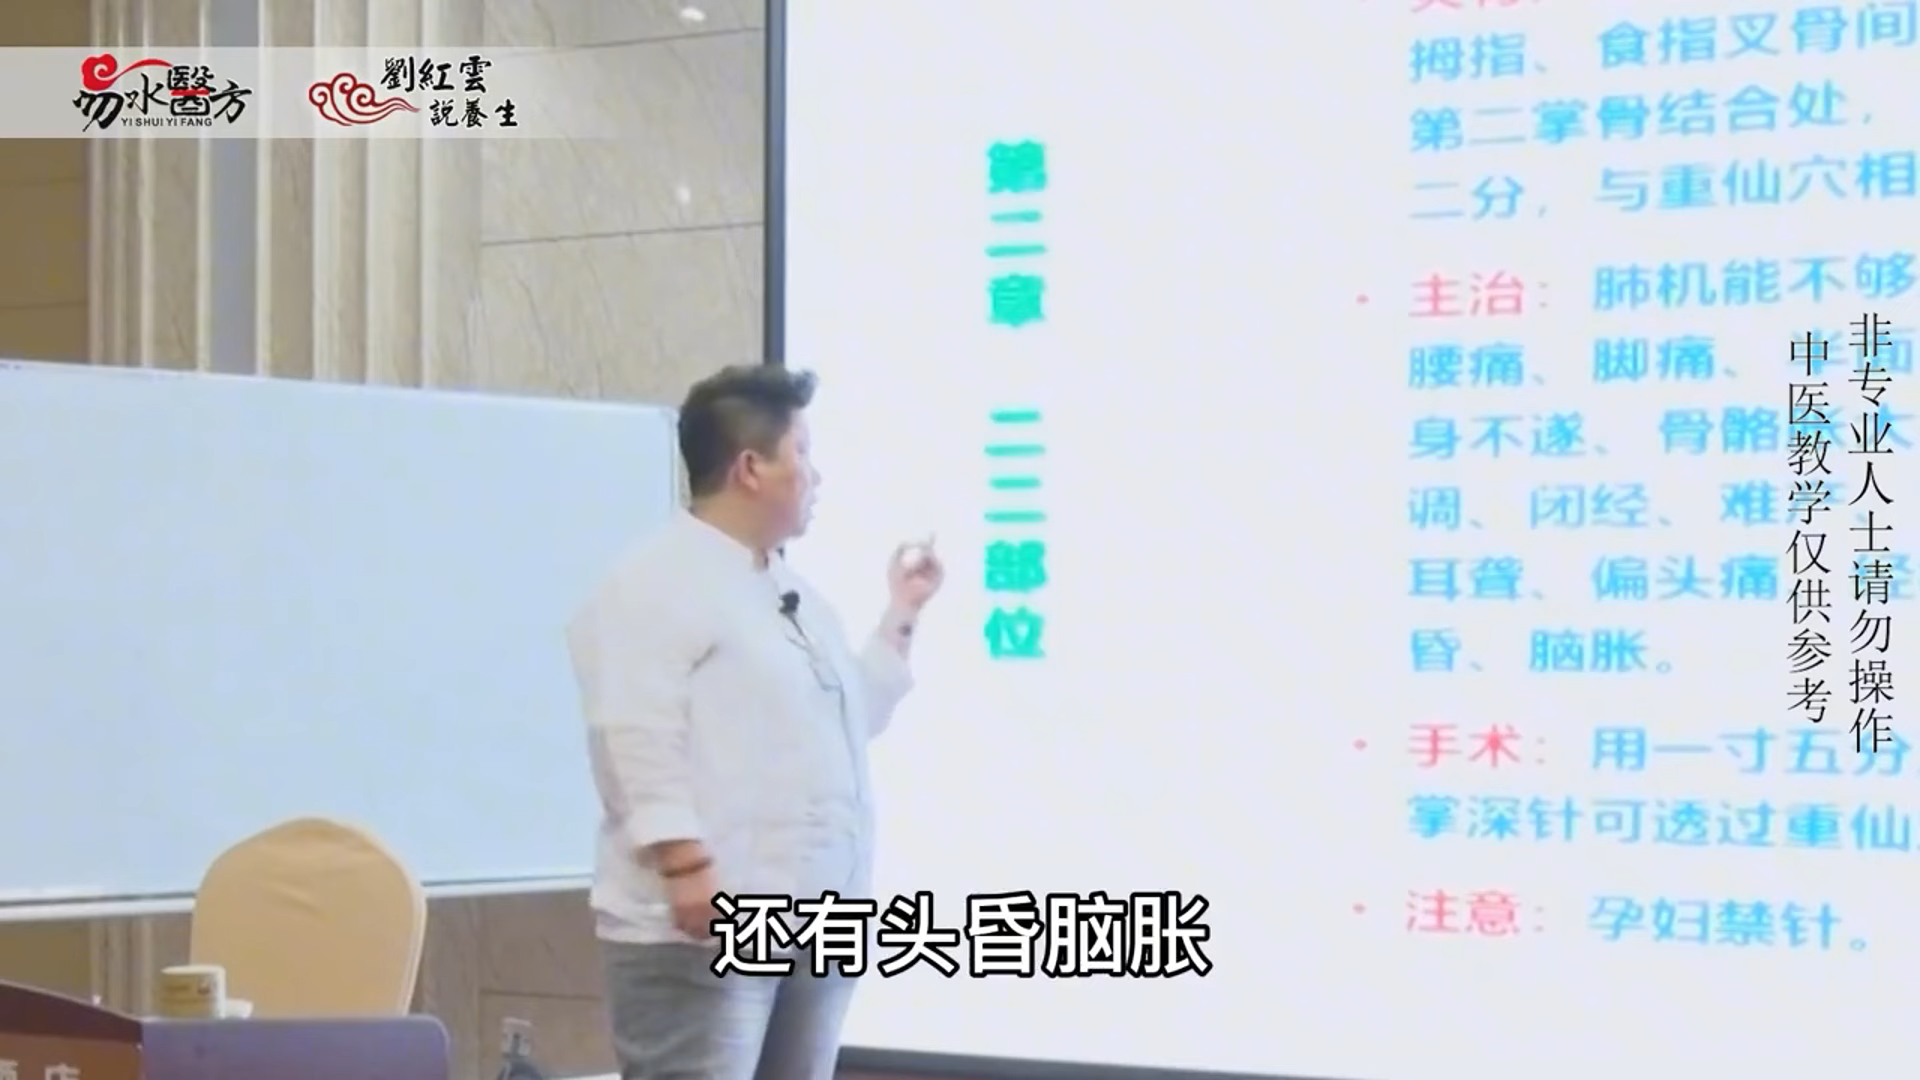 易水醫方
YI SHUI YI FANG
劉紅雲
說養生
第二章 二二部位
拇指、食指叉骨间
第二掌骨结合处，
二分，与重仙穴相
主治：肺机能不够
腰痛、脚痛、半面
身不遂、骨骼胀大
调、闭经、难产、
耳聋、偏头痛
昏、脑胀。
手术：用一寸五分
掌深针可透过重仙
注意：孕妇禁针。
非专业人士请勿操作
中医教学仅供参考
还有头昏脑胀